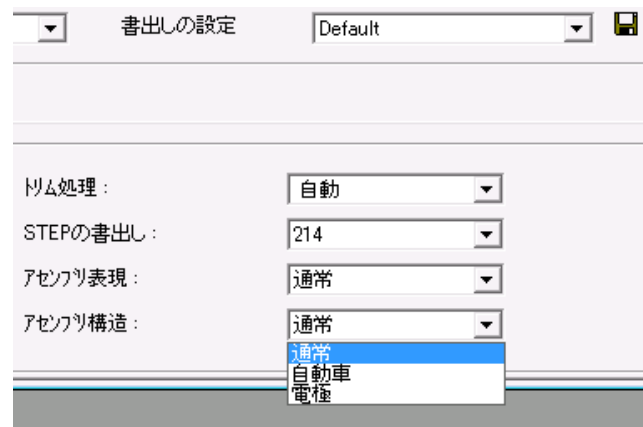 書出しの設定 Default
トリム処理： 自動
STEPの書出し： 214
アセンブリ表現： 通常
アセンブリ構造： 通常
通常
自動車
電極